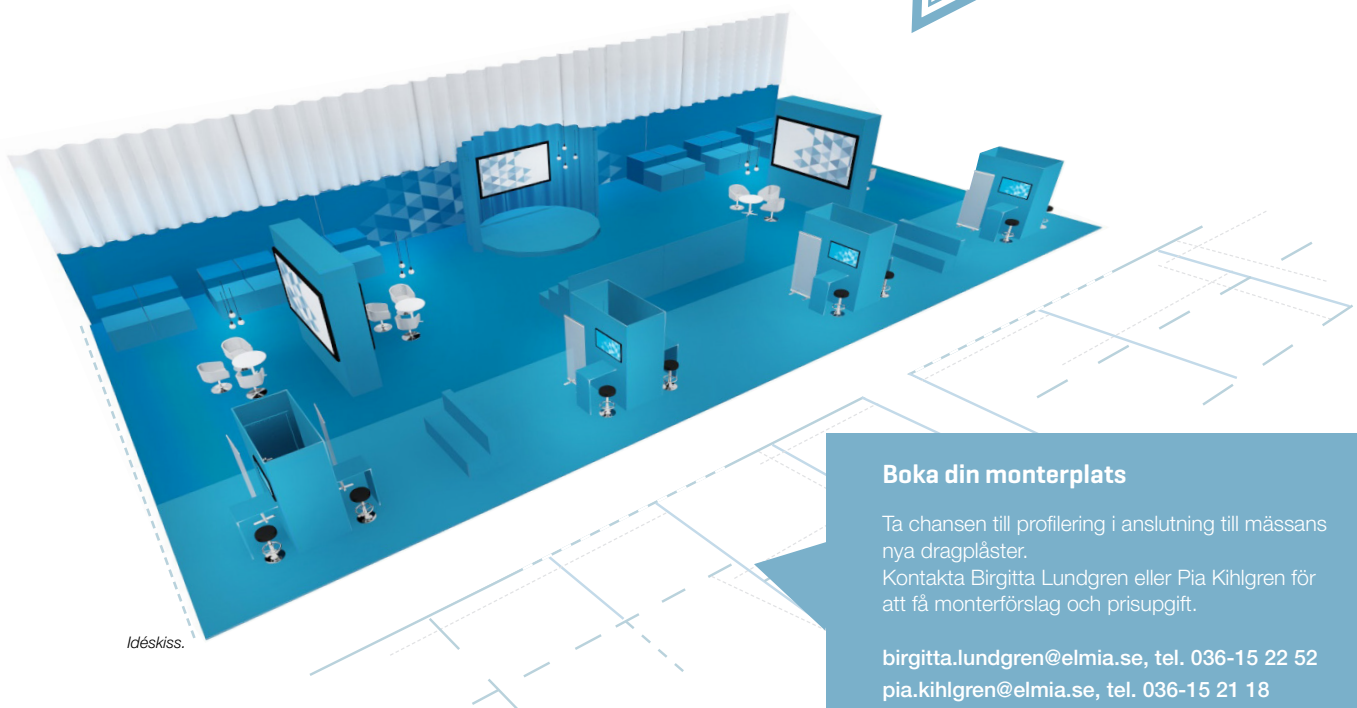 Boka din monterplats
Ta chansen till profilering i anslutning till mässans
nya dragplåster.
Kontakta Birgitta Lundgren eller Pia Kihlgren för
att få monterförslag och prisupgift.
birgitta.lundgren@elmia.se, tel. 036-15 22 52
pia.kihlgren@elmia.se, tel. 036-15 21 18
Idéskiss.